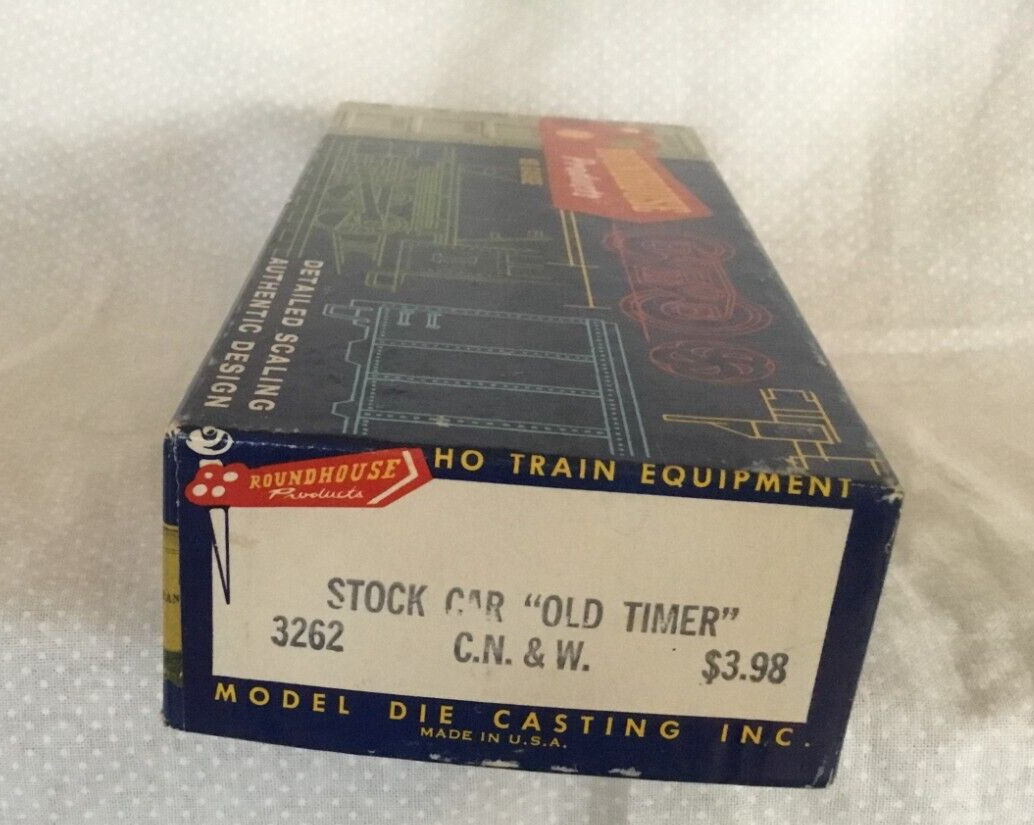 Products
DETAILED SCALING
AUTHENTIC DESIGN
ROUNDHOUSE
Products
HO TRAIN EQUIPMENT
STOCK CAR “OLD TIMER”
3262 C.N. & W. $3.98
MODEL DIE CASTING INC.
MADE IN U.S.A.